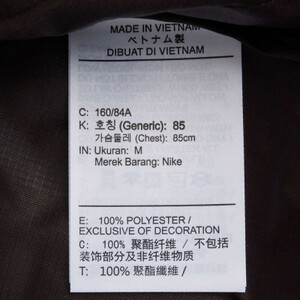 MADE IN VIETNAM
ベトナム製
DIBUAT DI VIETNAM
C: 160/84A
K: 호칭 (Generic): 85
가슴둘레 (Chest): 85cm
IN: Ukuran: M
Merek Barang: Nike
E: 100% POLYESTER /
EXCLUSIVE OF DECORATION
C: 100% 聚酯纤维 / 不包括
装饰部分及非纤维物质
T: 100% 聚酯纖維 /